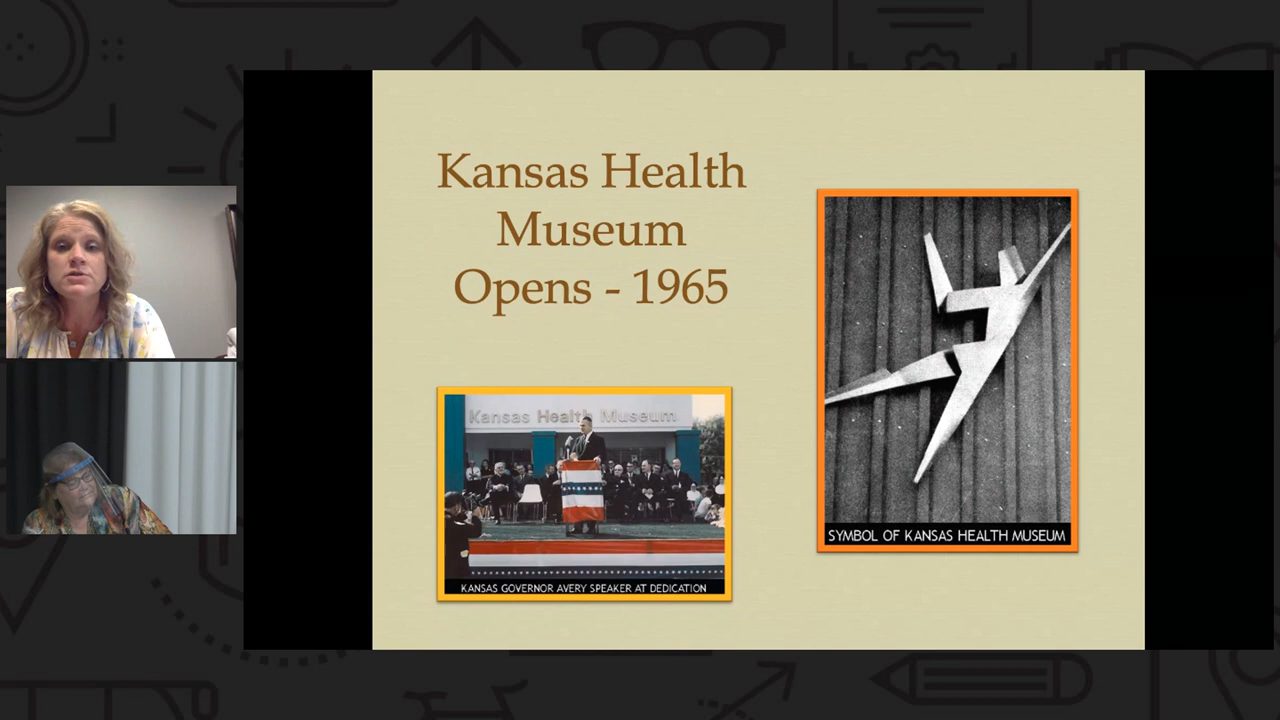 Kansas Health
Museum
Opens - 1965
Kansas Health Museum
KANSAS GOVERNOR AVERY SPEAKER AT DEDICATION
SYMBOL OF KANSAS HEALTH MUSEUM